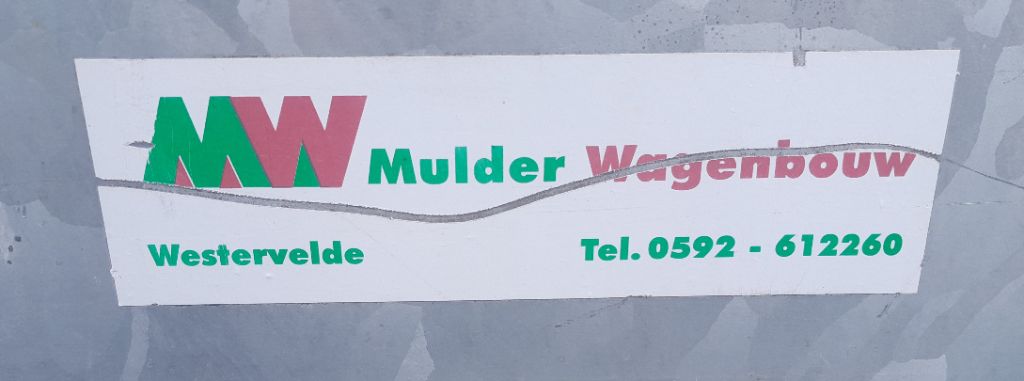 MW Mulder Wagenbouw
Westervelde Tel. 0592 - 612260